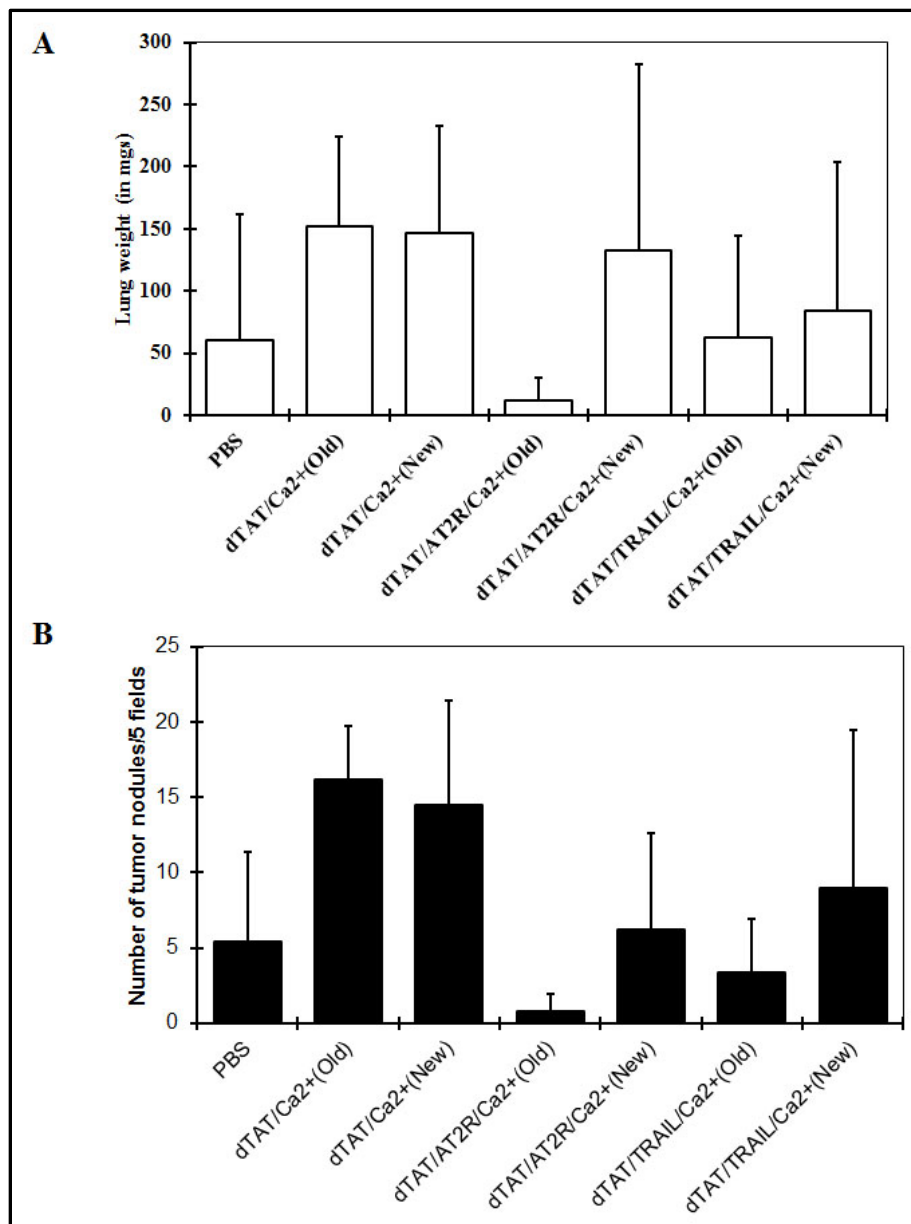 A
Lung weight (in mgs)
300
250
200
150
100
50
0
PBS
dTAT/Ca2+(Old)
dTAT/Ca2+(New)
dTAT/AT2R/Ca2+(Old)
dTAT/AT2R/Ca2+(New)
dTAT/TRAIL/Ca2+(Old)
dTAT/TRAIL/Ca2+(New)
B
Number of tumor nodules/5 fields
25
20
15
10
5
0
PBS
dTAT/Ca2+(Old)
dTAT/Ca2+(New)
dTAT/AT2R/Ca2+(Old)
dTAT/AT2R/Ca2+(New)
dTAT/TRAIL/Ca2+(Old)
dTAT/TRAIL/Ca2+(New)